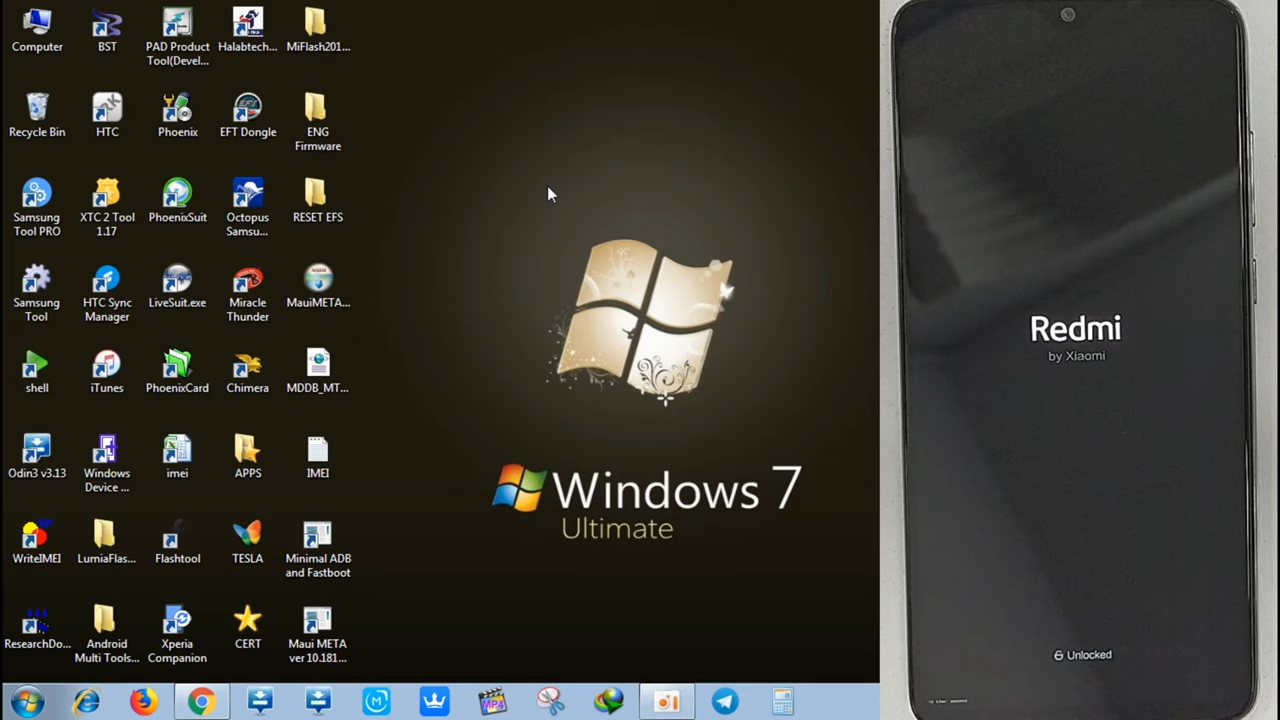 Computer
BST
PAD Product
Tool(Devel...
Halabtech...
MiFlash201...
Recycle Bin
HTC
Phoenix
EFT Dongle
ENG
Firmware
Samsung
Tool PRO
XTC 2 Tool
1.17
PhoenixSuit
Octopus
Samsu...
RESET EFS
Samsung
Tool
HTC Sync
Manager
LiveSuit.exe
Miracle
Thunder
MauiMETA...
shell
iTunes
PhoenixCard
Chimera
MDDB_MT...
Odin3 v3.13
Windows
Device ...
imei
APPS
IMEI
WriteIMEI
LumiaFlas...
Flashtool
TESLA
Minimal ADB
and Fastboot
ResearchDo...
Android
Multi Tools...
Xperia
Companion
CERT
Maui META
ver 10.181...
Windows 7
Ultimate
Redmi
by Xiaomi
Unlocked